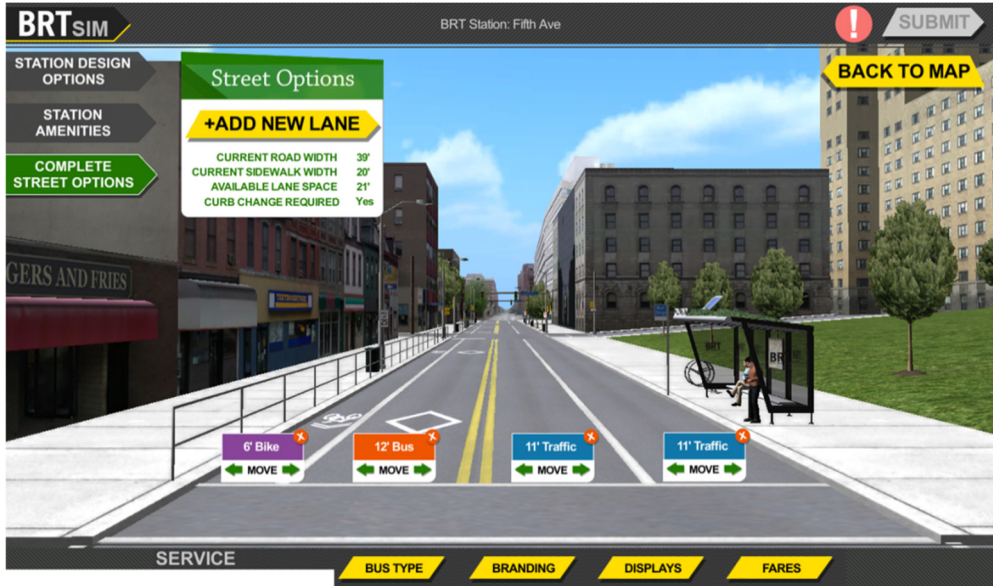 BRT SIM
BRT Station: Fifth Ave
!
SUBMIT
STATION DESIGN
OPTIONS
STATION
AMENITIES
COMPLETE
STREET OPTIONS
Street Options
+ADD NEW LANE
CURRENT ROAD WIDTH 39'
CURRENT SIDEWALK WIDTH 20'
AVAILABLE LANE SPACE 21'
CURB CHANGE REQUIRED Yes
BACK TO MAP
GERS AND FRIES
BRT
BR
6' Bike X
MOVE
12' Bus X
MOVE
11' Traffic X
MOVE
11' Traffic X
MOVE
SERVICE
BUS TYPE
BRANDING
DISPLAYS
FARES